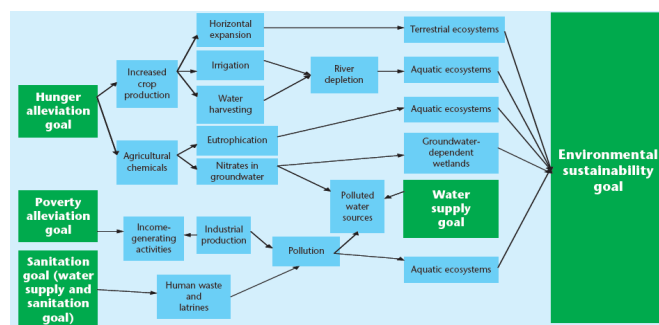 Horizontal
expansion
Terrestrial ecosystems
Increased
crop
production
Irrigation
River
depletion
Aquatic ecosystems
Hunger
alleviation
goal
Water
harvesting
Aquatic ecosystems
Agricultural
chemicals
Eutrophication
Nitrates in
groundwater
Groundwater-
dependent
wetlands
Environmental
sustainability
goal
Poverty
alleviation
goal
Polluted
water
sources
Water
supply
goal
Income-
generating
activities
Industrial
production
Pollution
Sanitation
goal (water
supply and
sanitation
goal)
Human waste
and
latrines
Aquatic ecosystems